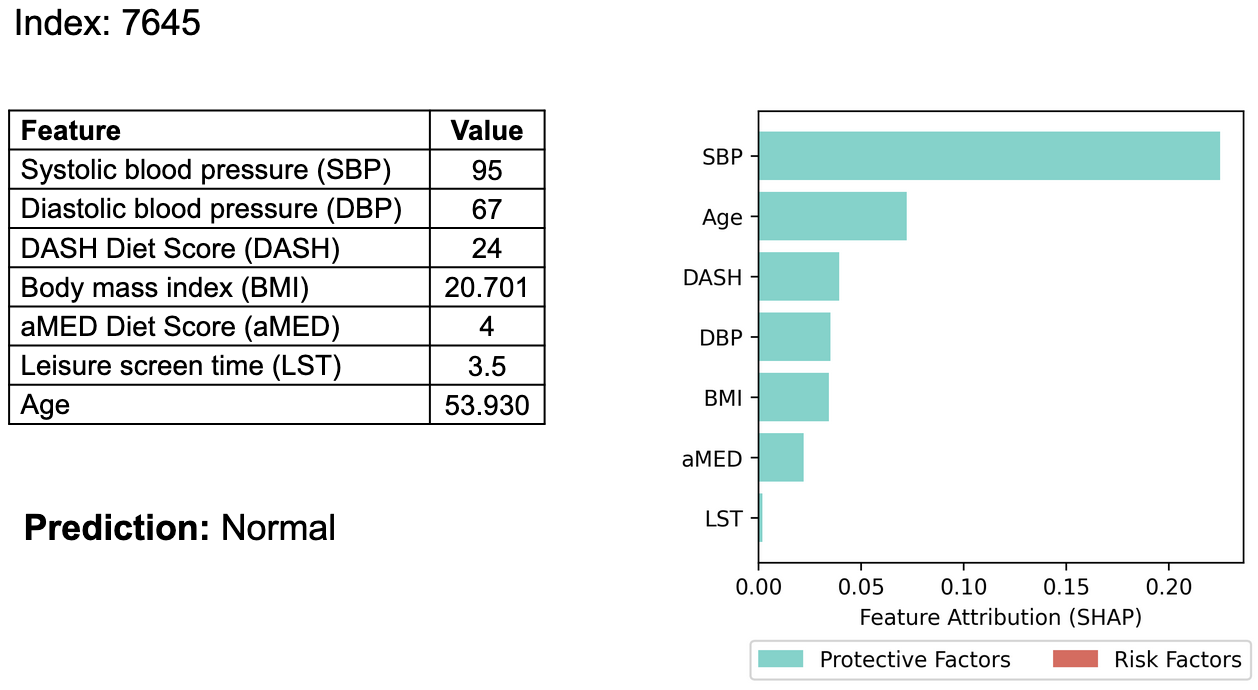 Index: 7645
Feature Value
Systolic blood pressure (SBP) 95
Diastolic blood pressure (DBP) 67
DASH Diet Score (DASH) 24
Body mass index (BMI) 20.701
aMED Diet Score (aMED) 4
Leisure screen time (LST) 3.5
Age 53.930
Prediction: Normal
SBP
Age
DASH
DBP
BMI
aMED
LST
0.00 0.05 0.10 0.15 0.20
Feature Attribution (SHAP)
Protective Factors Risk Factors